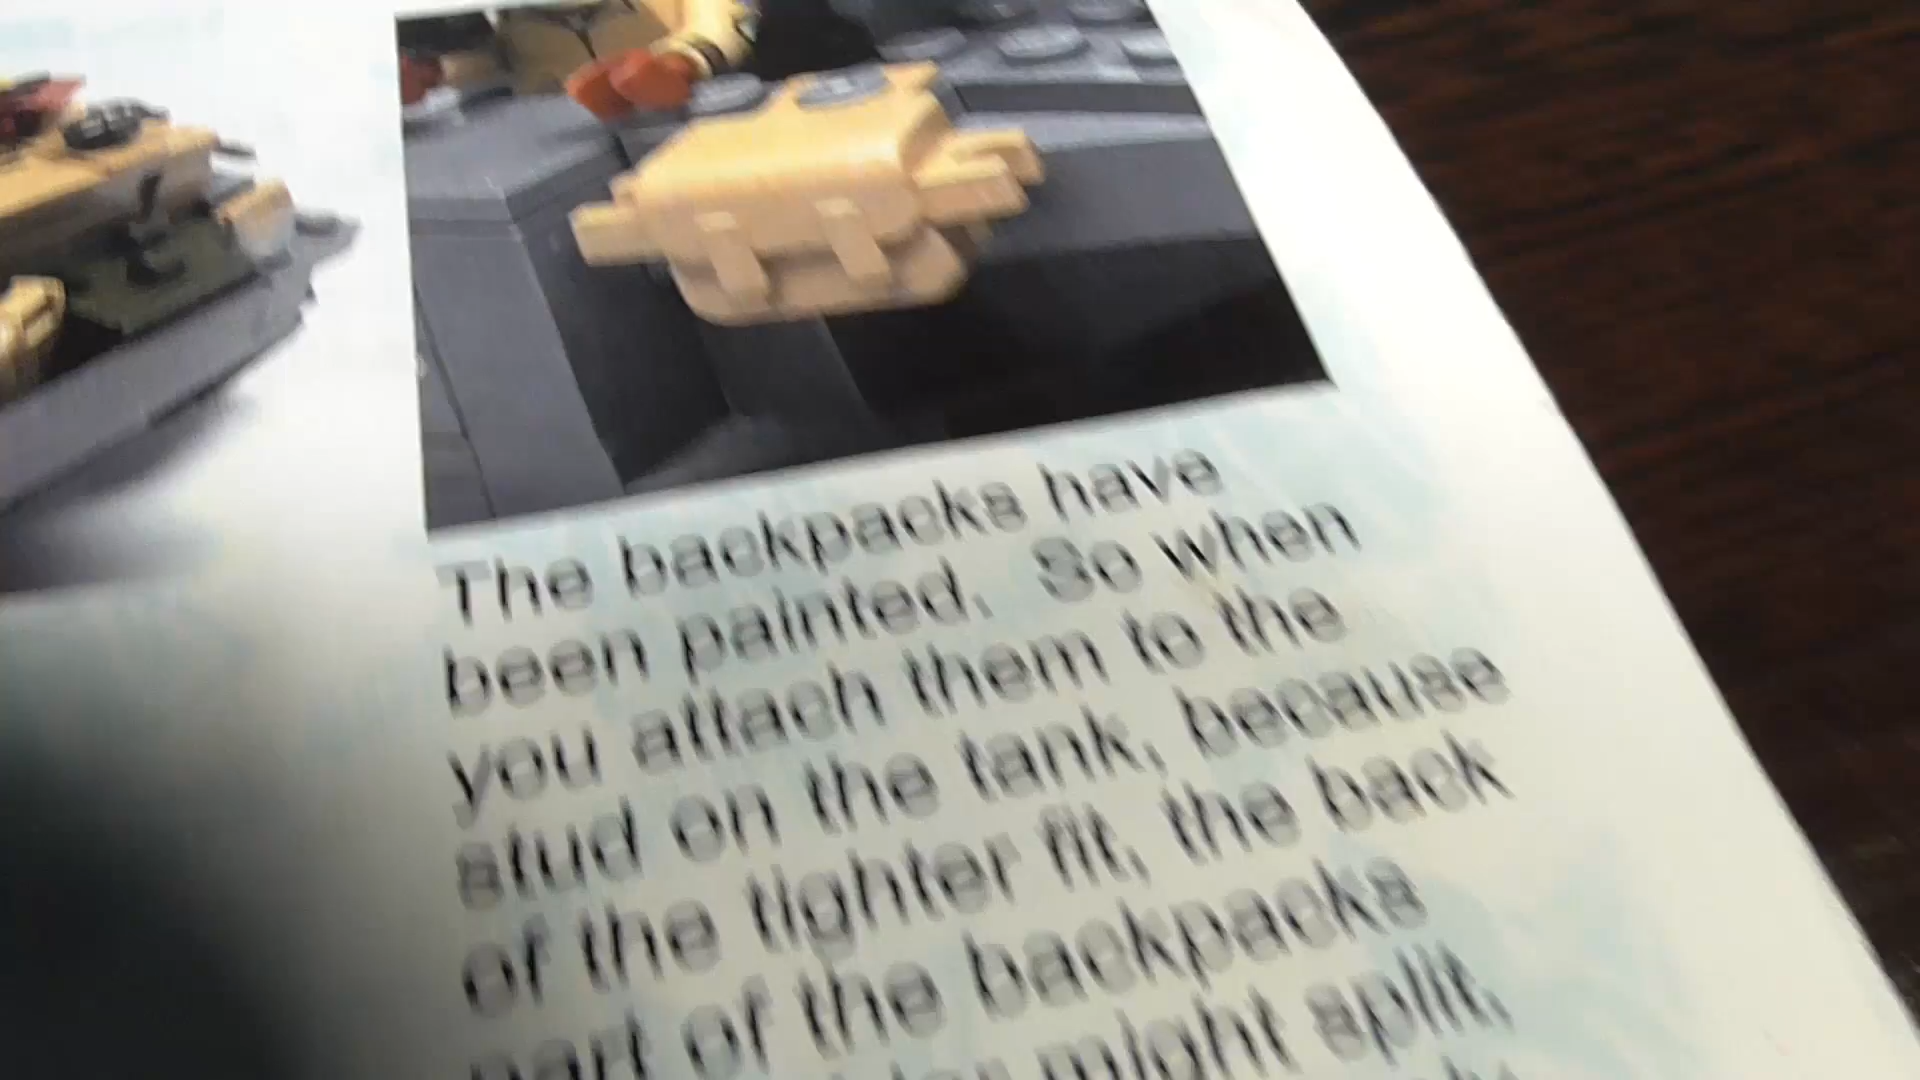 The backpacks have
been painted. So when
you attach them to the
stud on the tank, because
of the tighter fit, the back
part of the backpacks
might split,